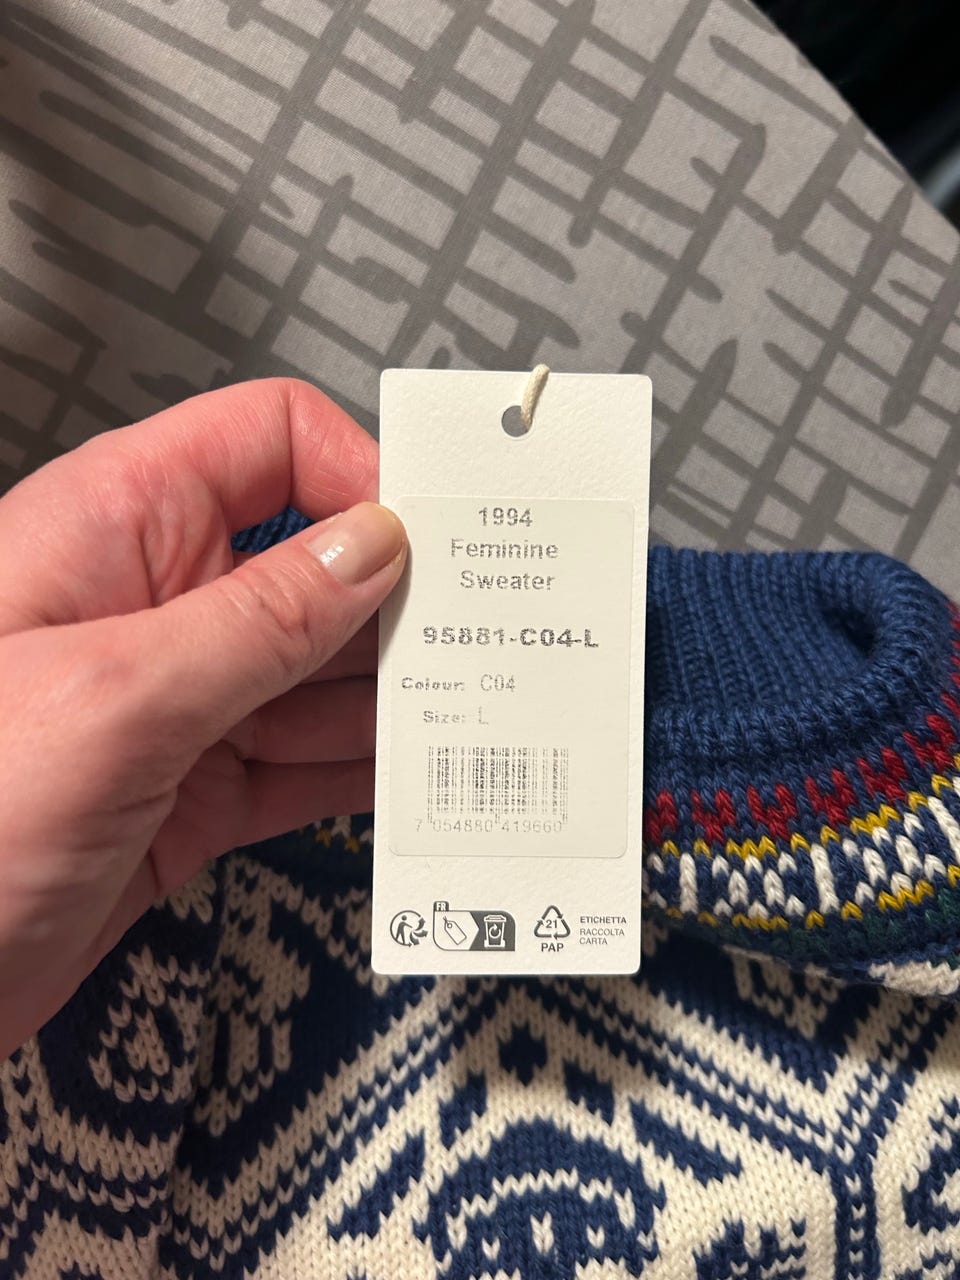 1994
Feminine
Sweater
95881-C04-L
Colour: C04
Size: L
7 054880 419660
FR
21
PAP
ETICHETTA
RACCOLTA
CARTA